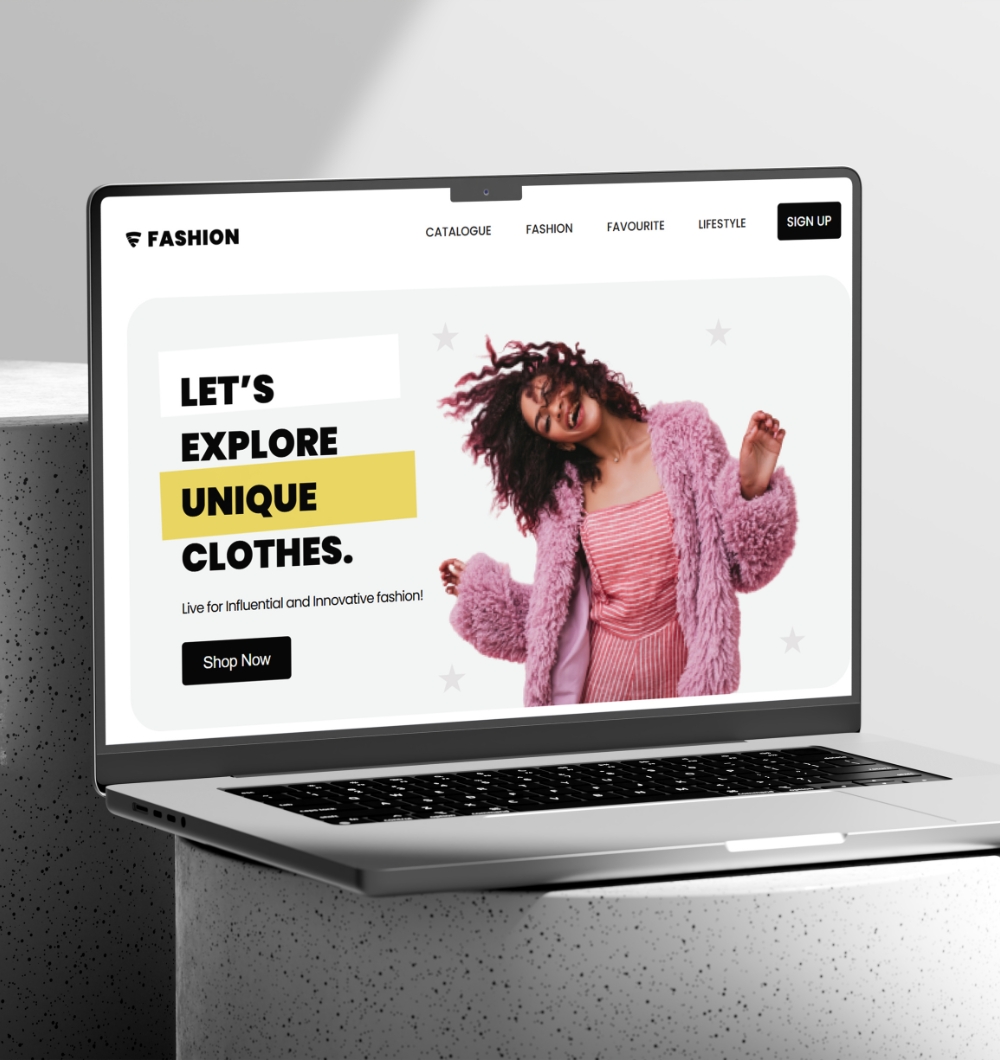 FASHION
CATALOGUE FASHION FAVOURITE LIFESTYLE SIGN UP
LET’S
EXPLORE
UNIQUE
CLOTHES.
Live for Influential and Innovative fashion!
Shop Now